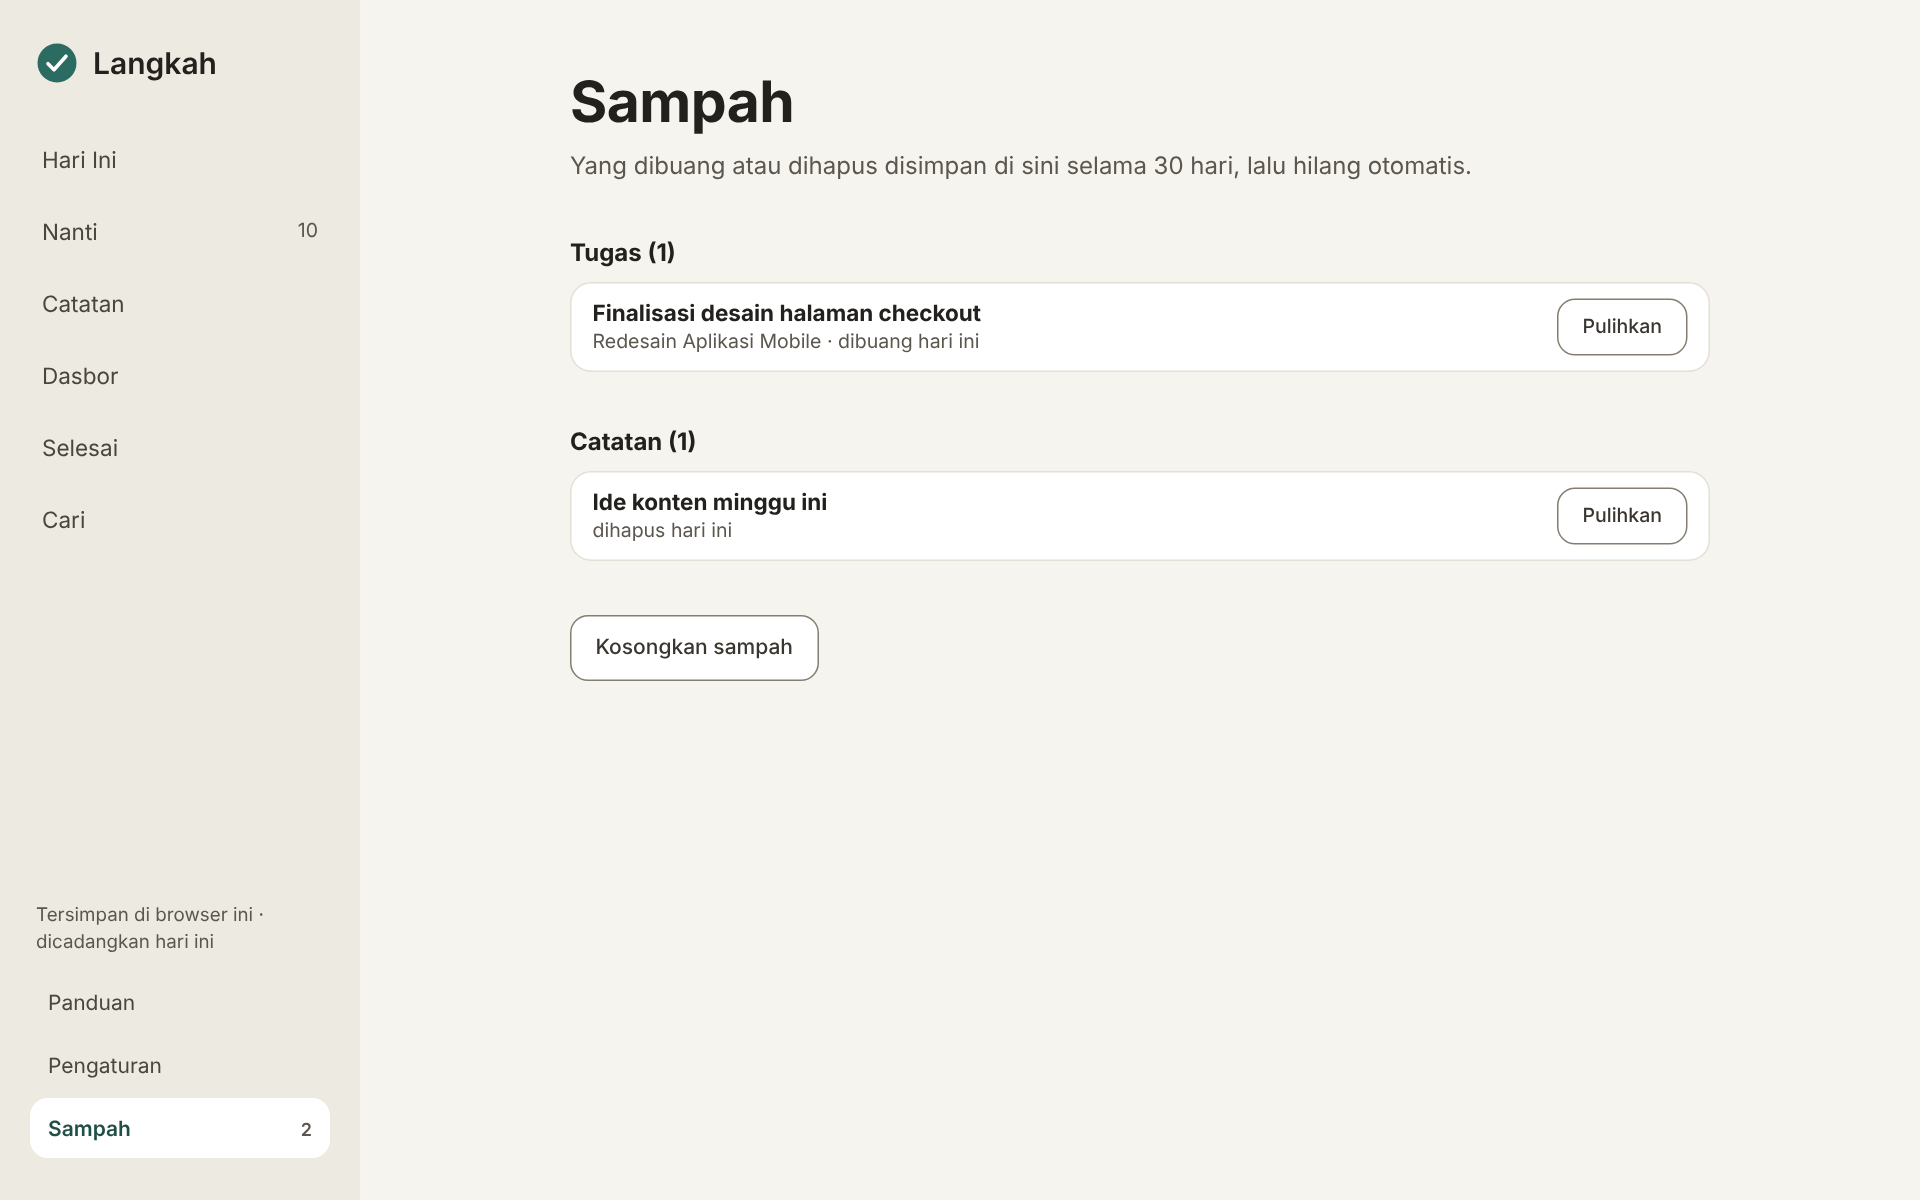 Langkah
Hari Ini
Nanti 10
Catatan
Dasbor
Selesai
Cari
Tersimpan di browser ini ·
dicadangkan hari ini
Panduan
Pengaturan
Sampah 2
Sampah
Yang dibuang atau dihapus disimpan di sini selama 30 hari, lalu hilang otomatis.
Tugas (1)
Finalisasi desain halaman checkout
Redesain Aplikasi Mobile · dibuang hari ini
Pulihkan
Catatan (1)
Ide konten minggu ini
dihapus hari ini
Pulihkan
Kosongkan sampah